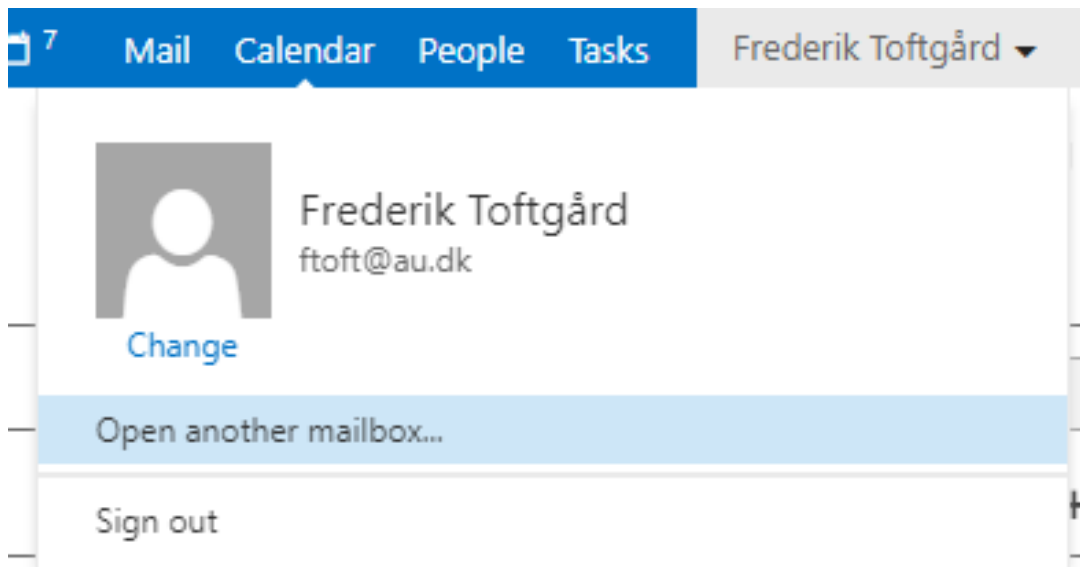 7 Mail Calendar People Tasks Frederik Toftgård
Frederik Toftgård
ftoft@au.dk
Change
Open another mailbox...
Sign out